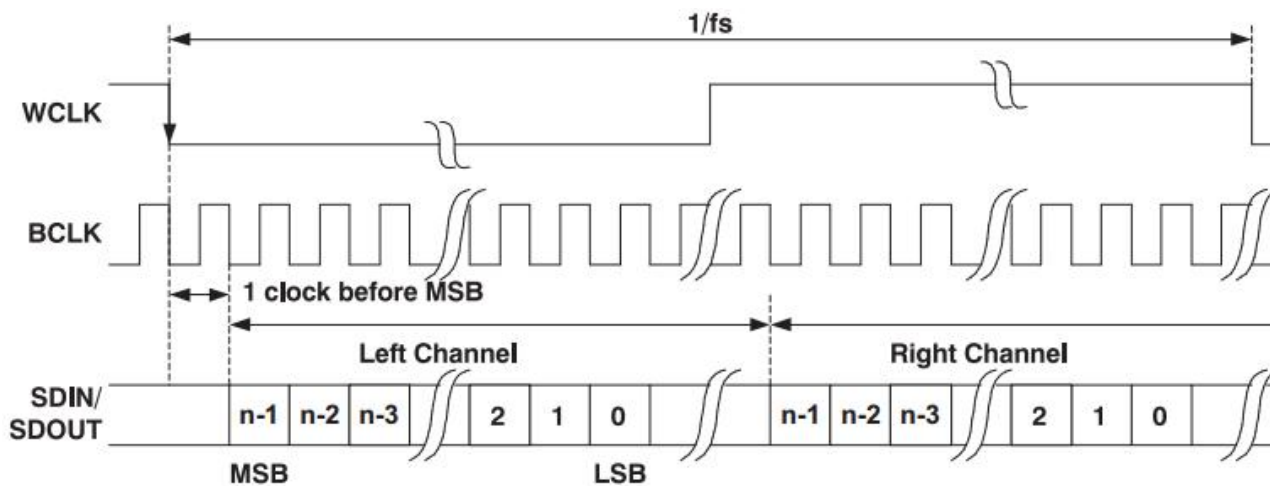 1/fs
WCLK
BCLK
1 clock before MSB
Left Channel Right Channel
SDIN/
SDOUT
n-1 n-2 n-3 2 1 0 n-1 n-2 n-3 2 1 0
MSB LSB